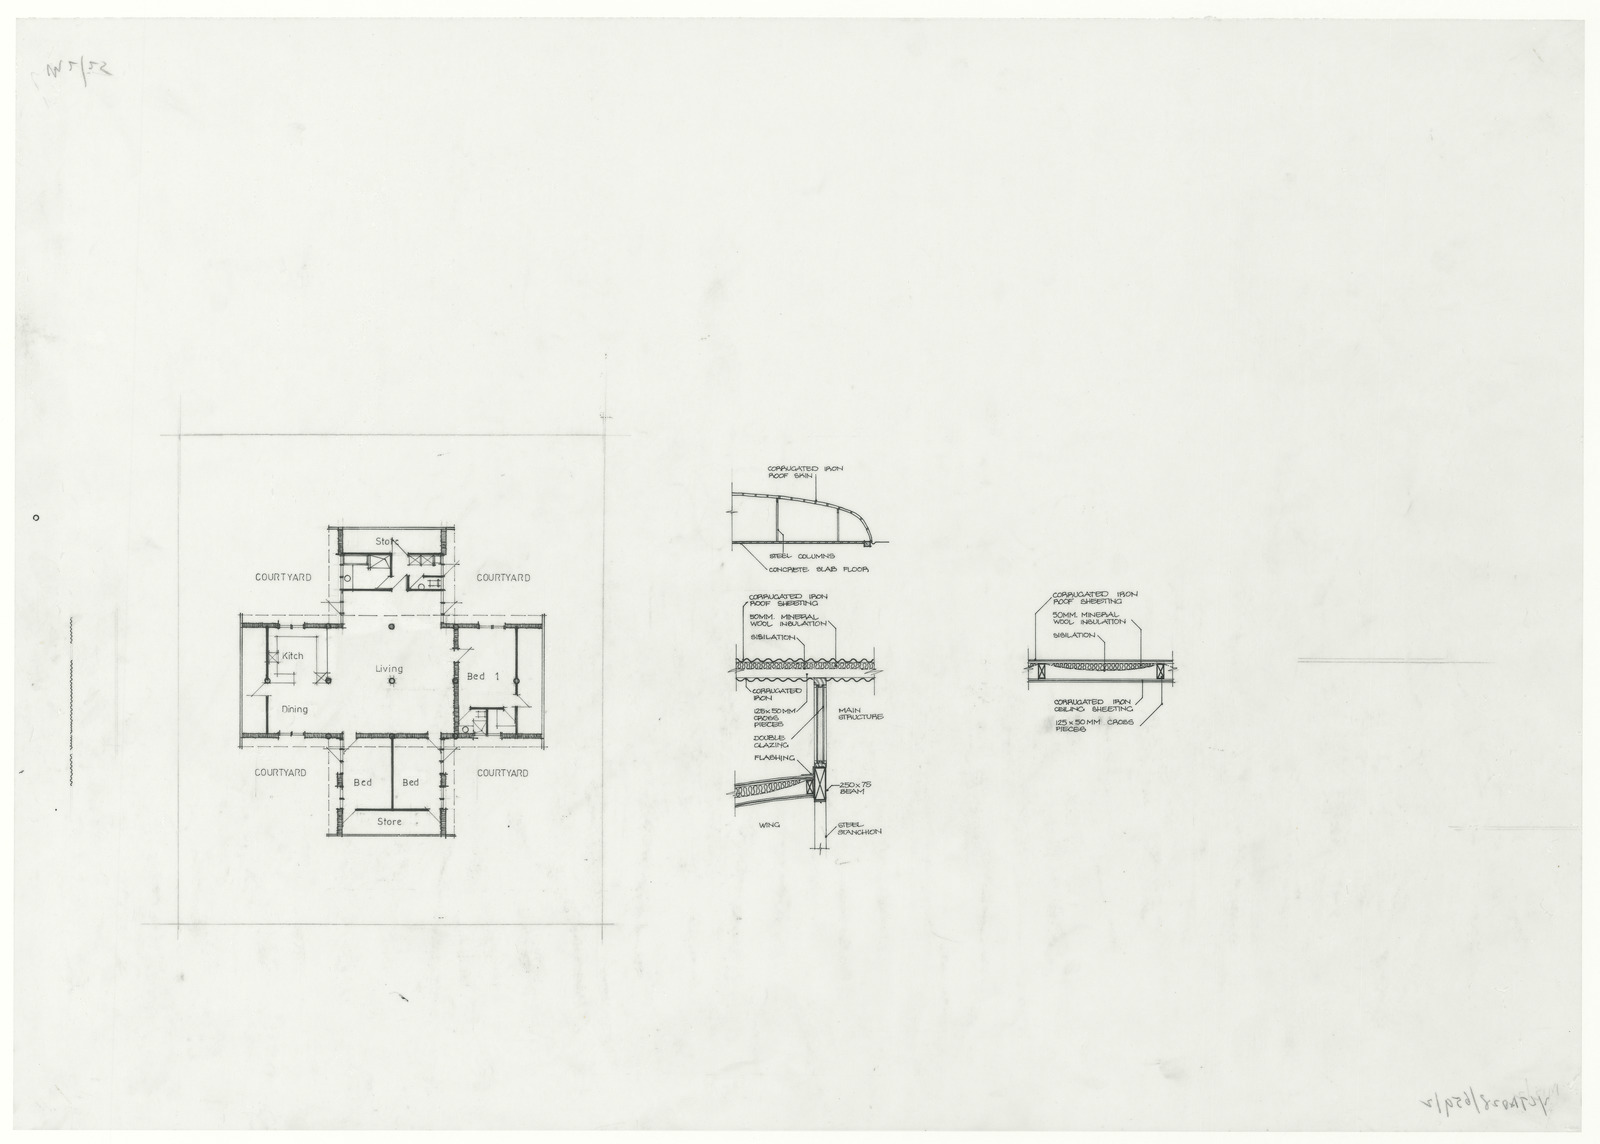 Store
COURTYARD
COURTYARD
Kitch
Living
Bed 1
Dining
COURTYARD
COURTYARD
Bed
Bed
Store
CORRUGATED IRON
ROOF SKIN
STEEL COLUMNS
CONCRETE SLAB FLOOR
CORRUGATED IRON
ROOF SHEETING
50MM. MINERAL
WOOL INSULATION
SISILATION
CORRUGATED
IRON
125 x 50 MM
CROSS
PIECES
DOUBLE
GLAZING
FLASHING
MAIN
STRUCTURE
250 x 75
BEAM
WING
STEEL
STANCHION
CORRUGATED IRON
ROOF SHEETING
50MM. MINERAL
WOOL INSULATION
SISILATION
CORRUGATED IRON
CEILING SHEETING
125 x 50 MM CROSS
PIECES